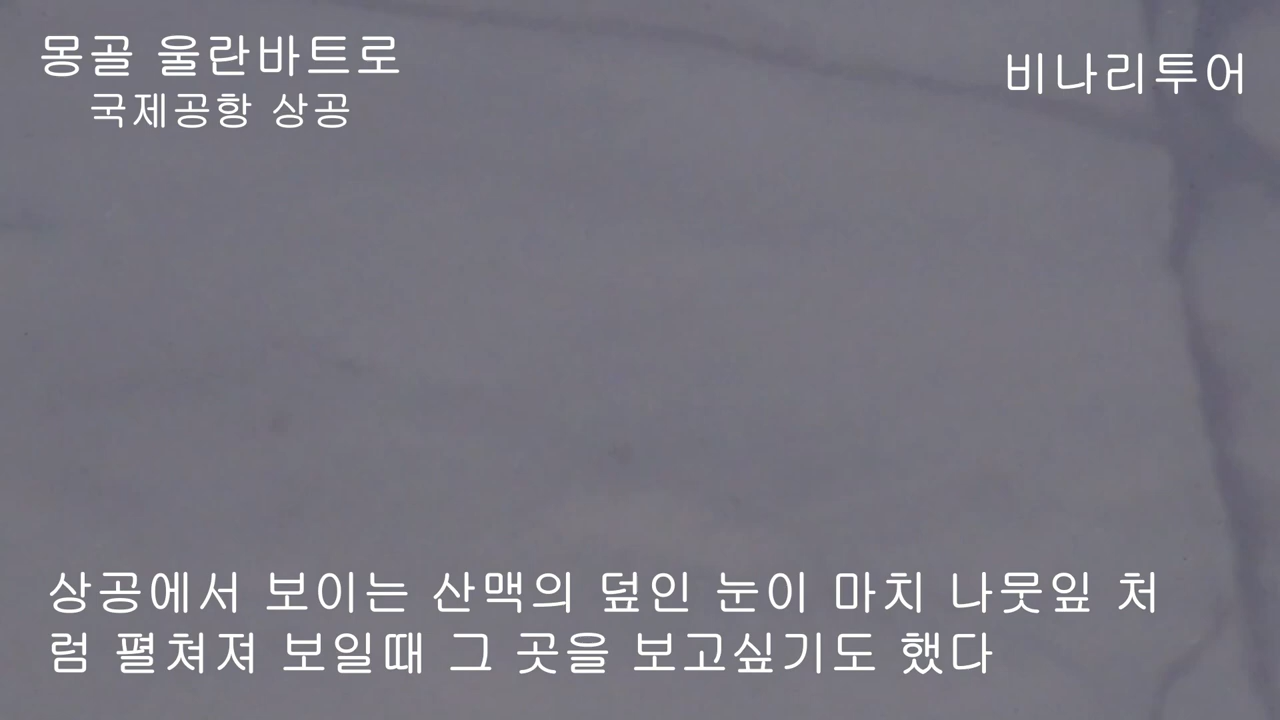 몽골 울란바트로
국제공항 상공
비나리투어
상공에서 보이는 산맥의 덮인 눈이 마치 나뭇잎 처
럼 펼쳐져 보일때 그 곳을 보고싶기도 했다